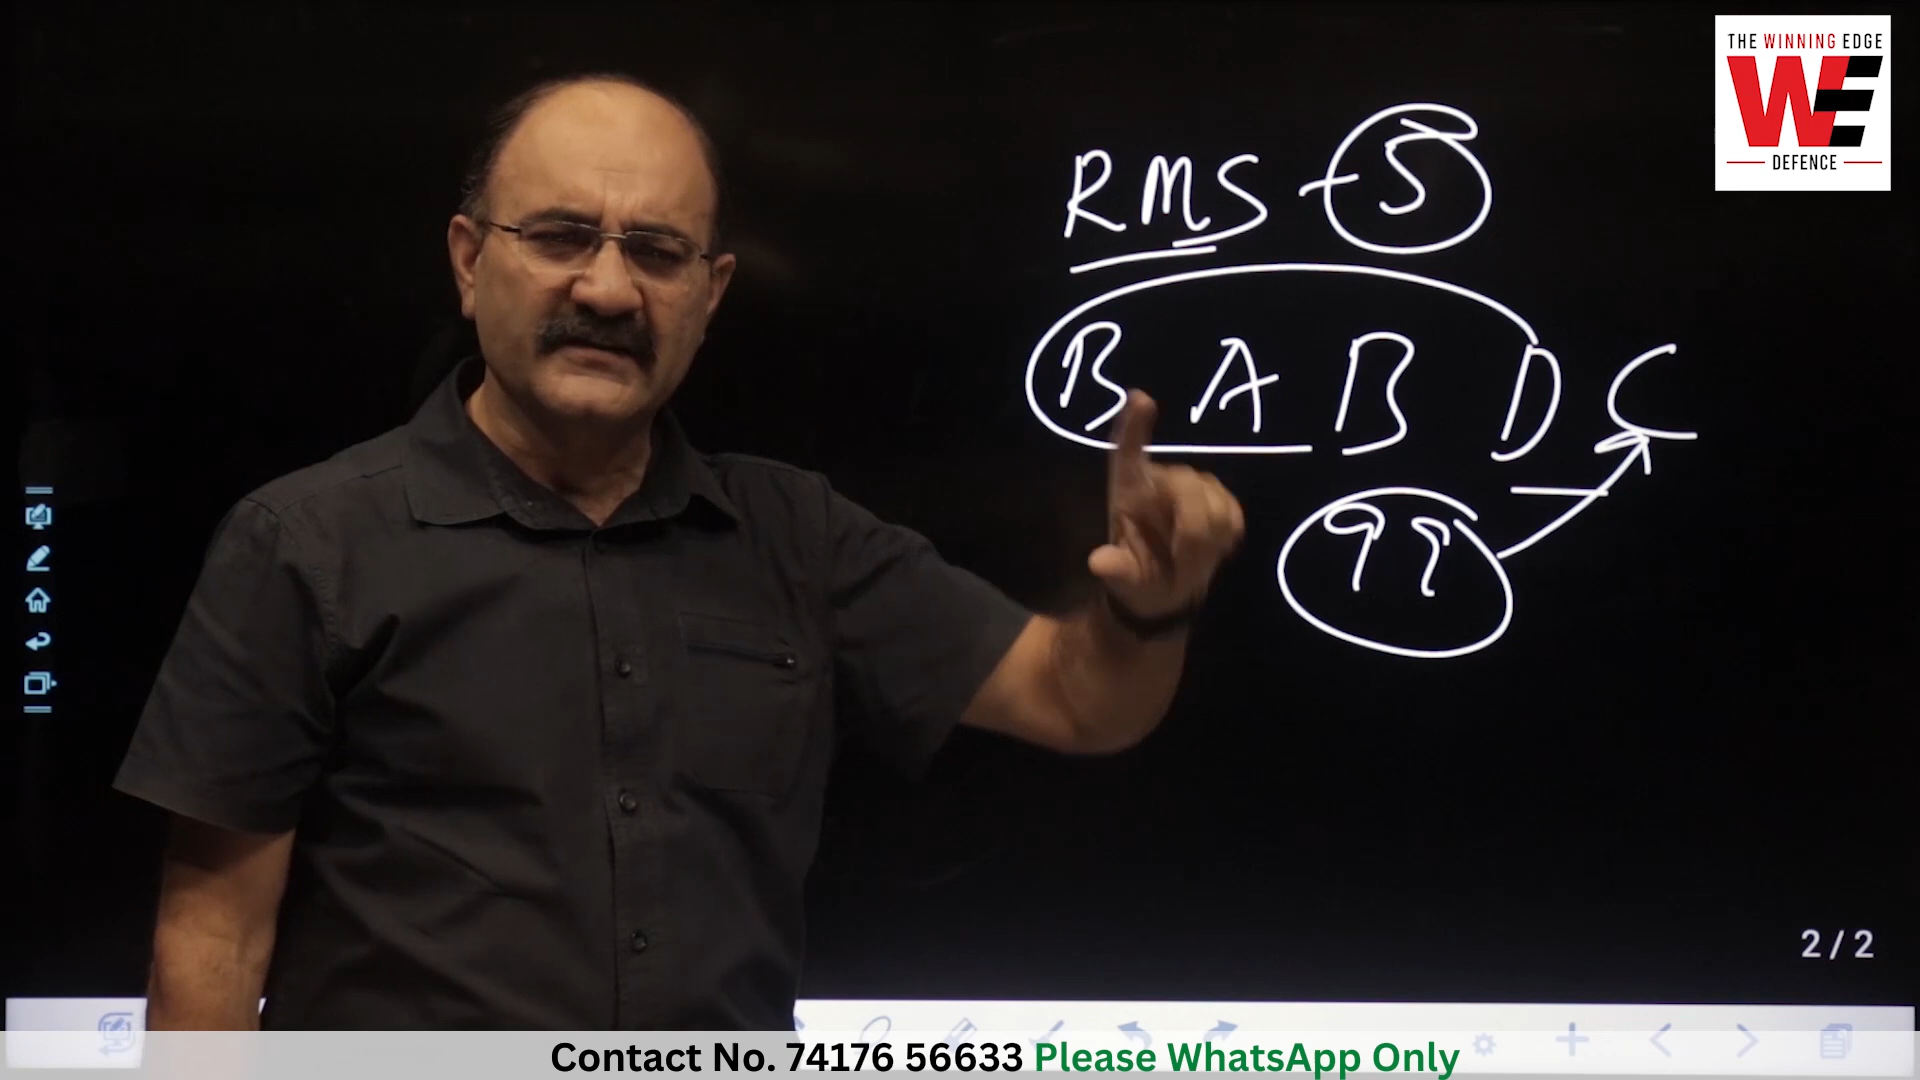 THE WINNING EDGE
WE
DEFENCE
RMS - 5
B A B D C
99
2 / 2
Contact No. 74176 56633 Please WhatsApp Only